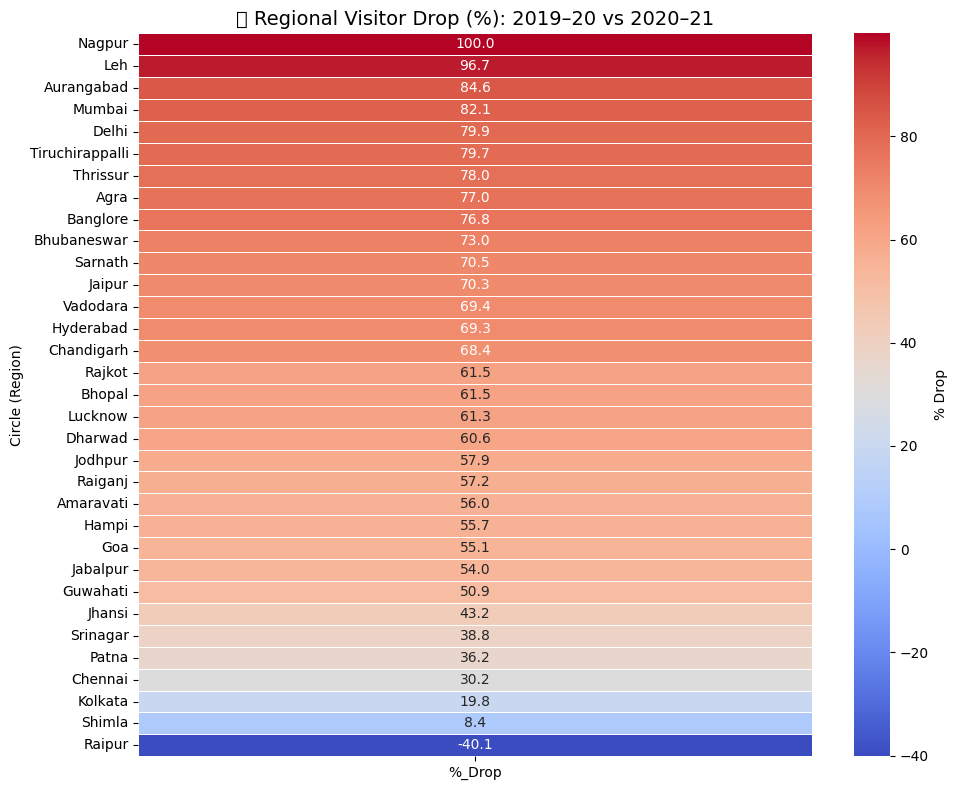 ▯ Regional Visitor Drop (%): 2019–20 vs 2020–21
Circle (Region)
Nagpur 100.0
Leh 96.7
Aurangabad 84.6
Mumbai 82.1
Delhi 79.9
Tiruchirappalli 79.7
Thrissur 78.0
Agra 77.0
Banglore 76.8
Bhubaneswar 73.0
Sarnath 70.5
Jaipur 70.3
Vadodara 69.4
Hyderabad 69.3
Chandigarh 68.4
Rajkot 61.5
Bhopal 61.5
Lucknow 61.3
Dharwad 60.6
Jodhpur 57.9
Raiganj 57.2
Amaravati 56.0
Hampi 55.7
Goa 55.1
Jabalpur 54.0
Guwahati 50.9
Jhansi 43.2
Srinagar 38.8
Patna 36.2
Chennai 30.2
Kolkata 19.8
Shimla 8.4
Raipur -40.1
%_Drop
80
60
40
20
0
−20
−40
% Drop